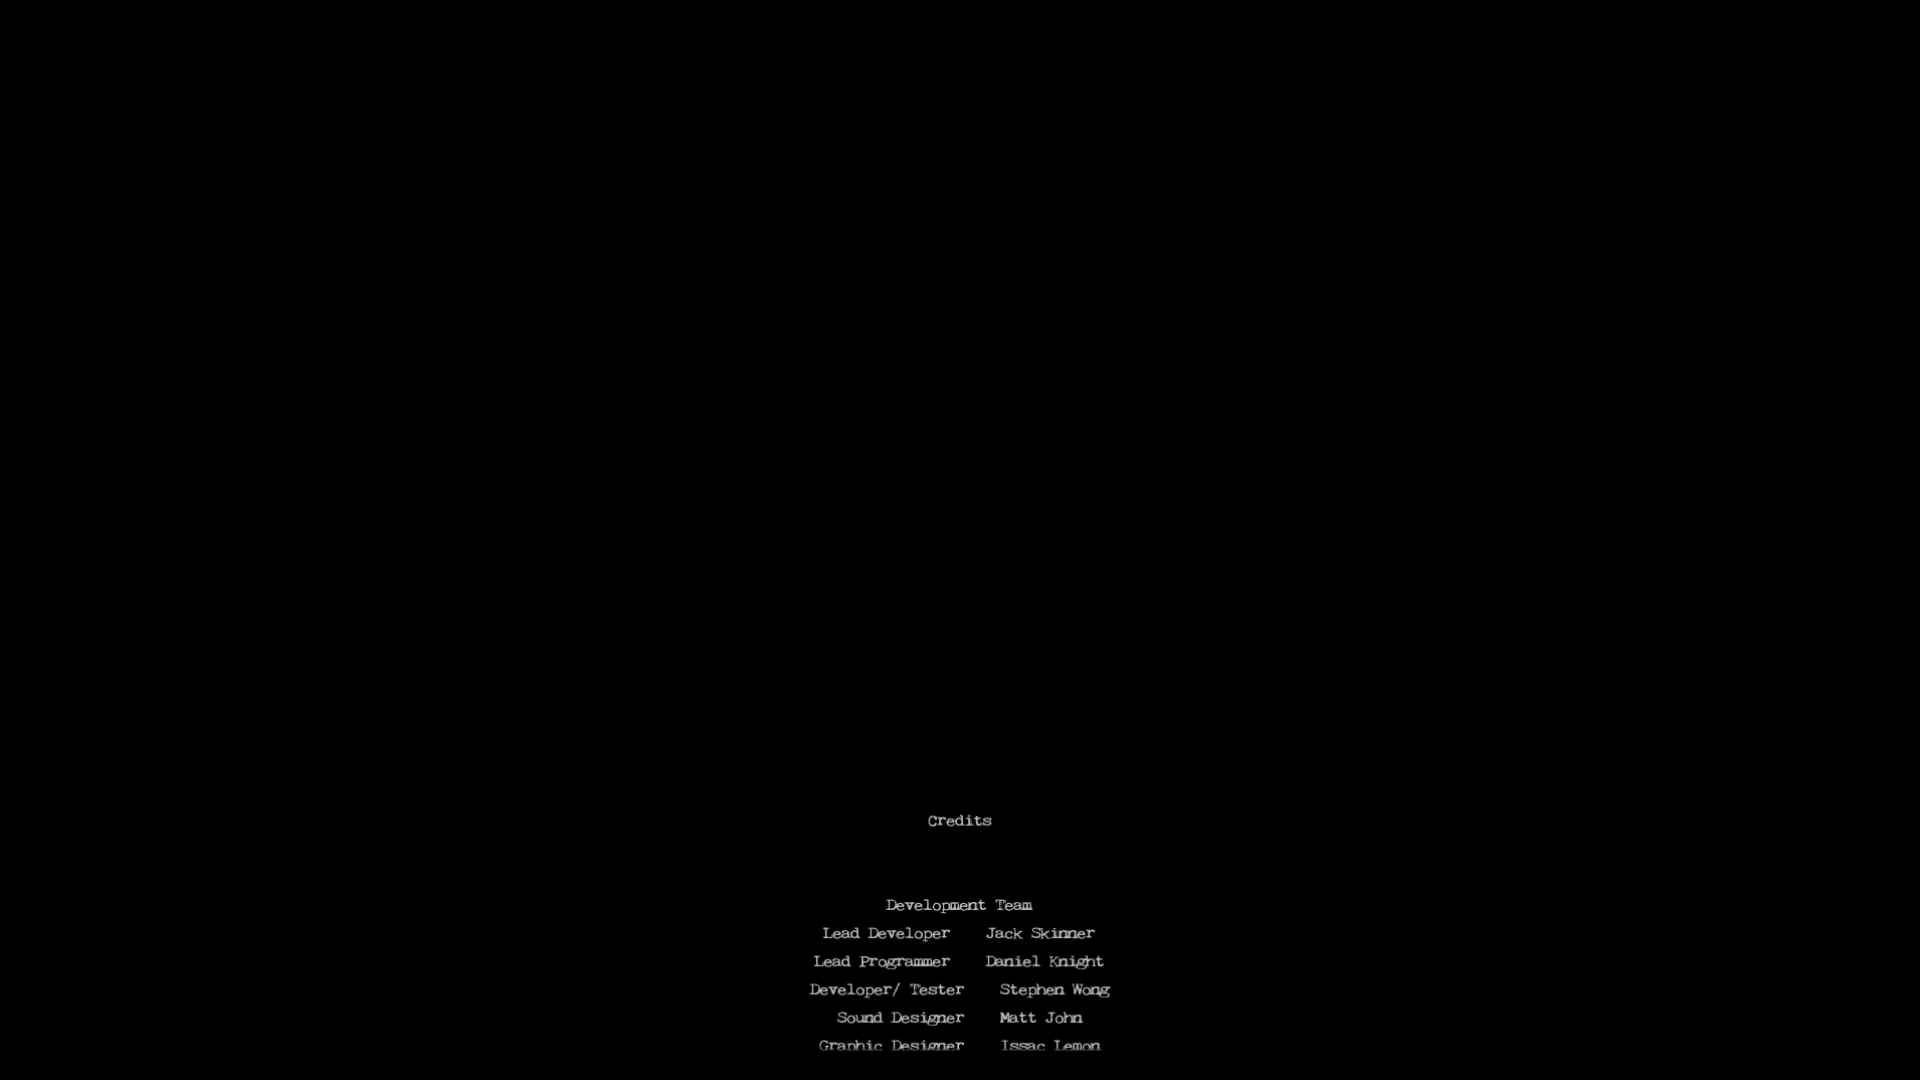 Credits
Development Team
Lead Developer Jack Skinner
Lead Programmer Daniel Knight
Developer/ Tester Stephen Wong
Sound Designer Matt John
Graphic Designer Issac Lemon